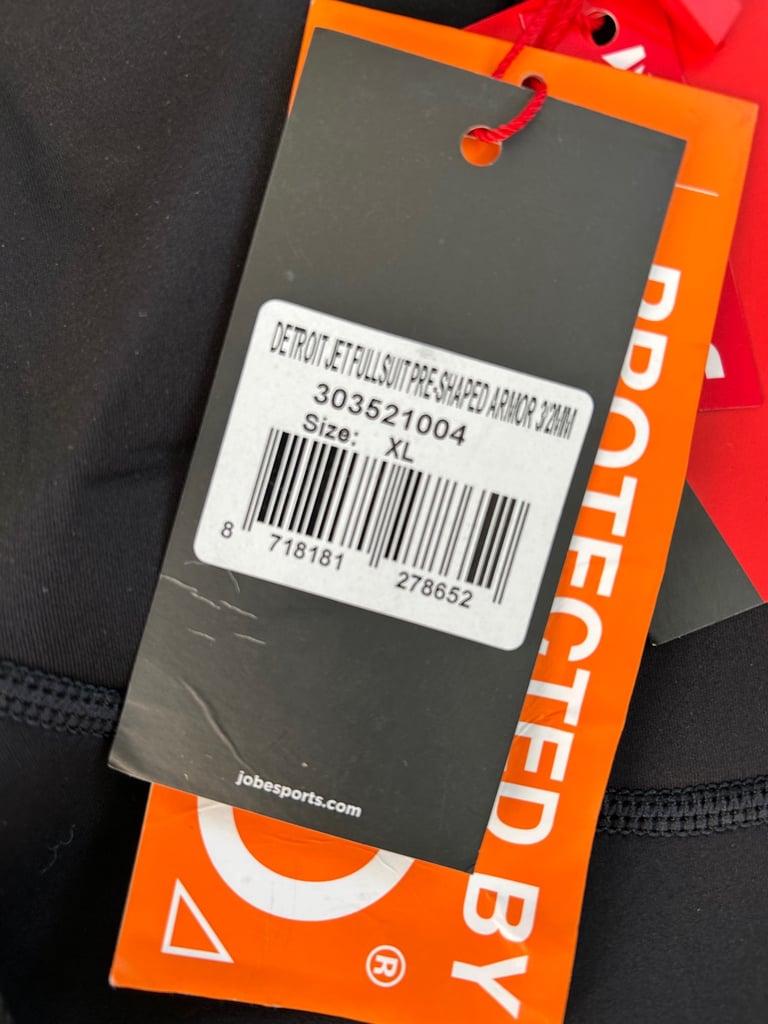 DETROIT JET FULLSUIT PRE-SHAPED ARMOR 3/2MM
303521004
Size: XL
8 718181 278652
jobesports.com
PROTECTED BY
®